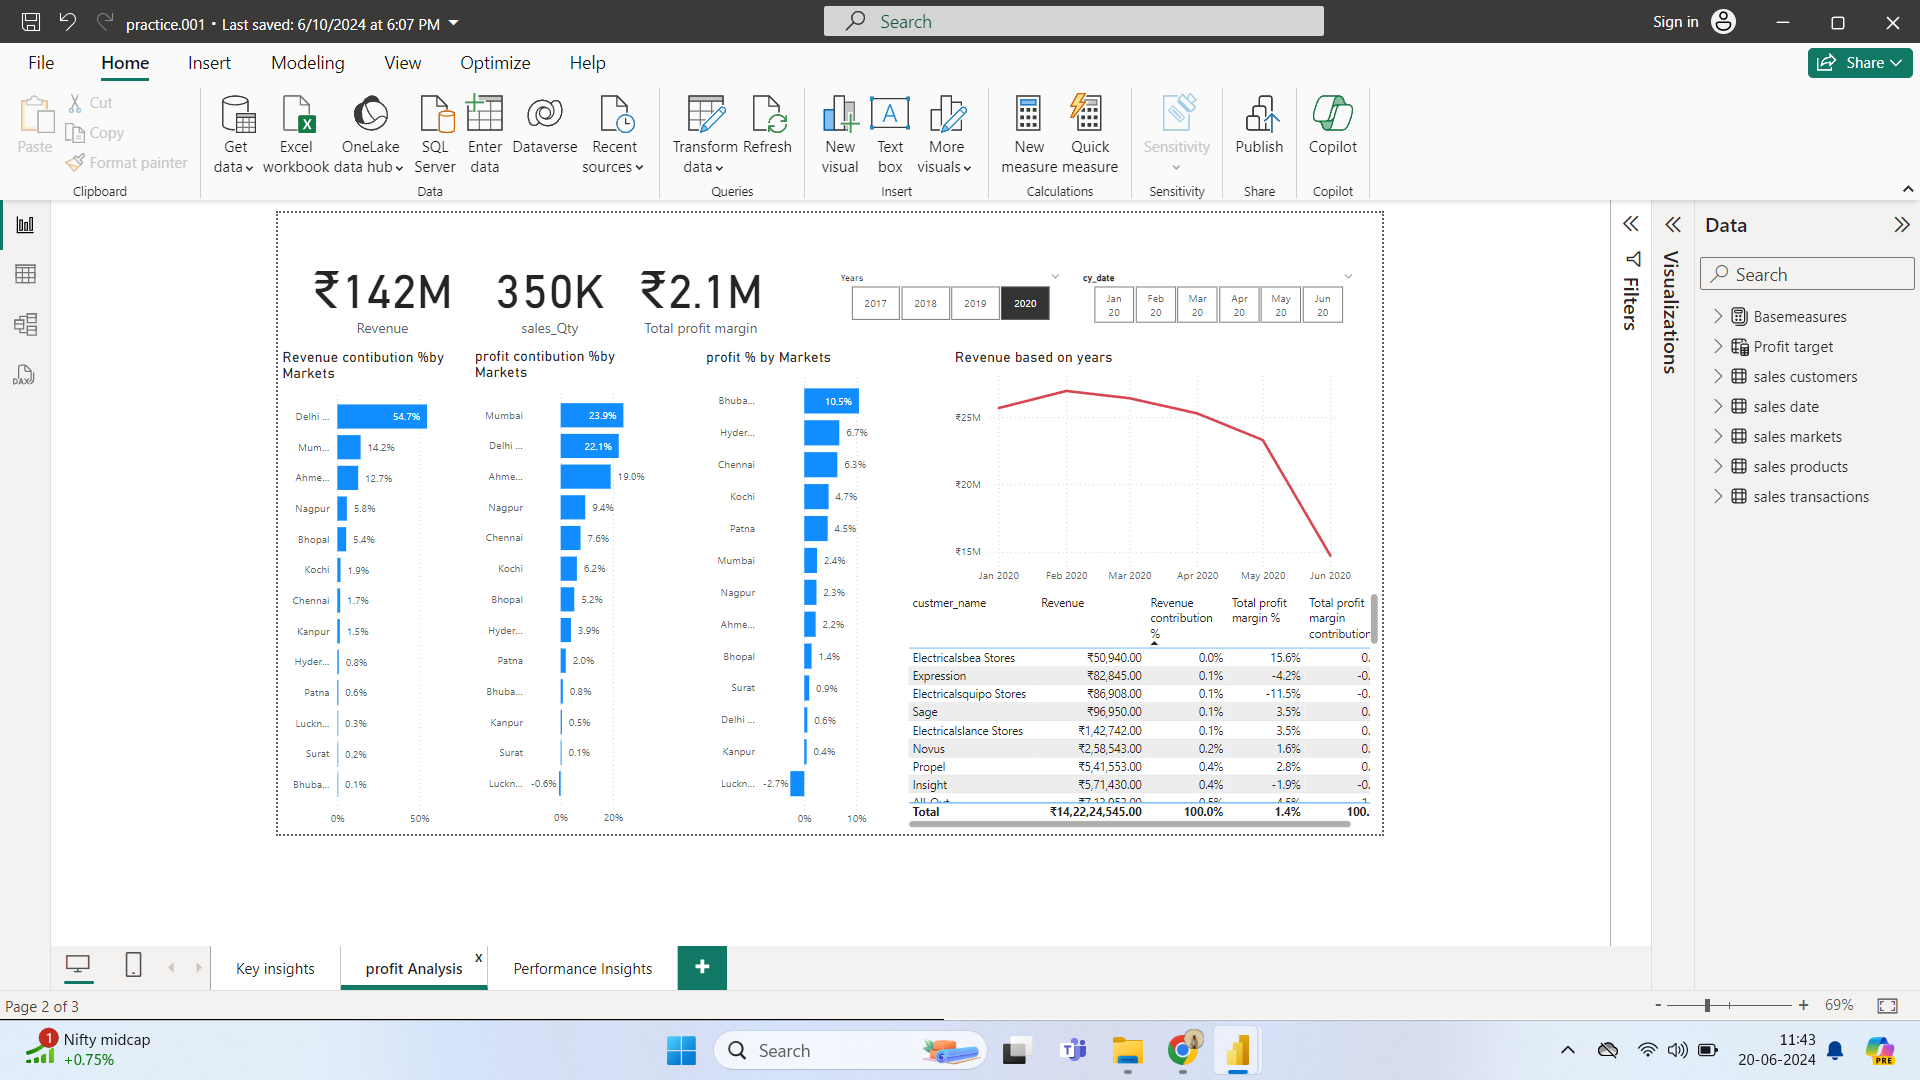 practice.001 • Last saved: 6/10/2024 at 6:07 PM
Search
Sign in
File Home Insert Modeling View Optimize Help
Share
Paste
Cut
Copy
Format painter
Clipboard
Get data
Excel workbook
OneLake data hub
SQL Server
Enter data
Dataverse
Recent sources
Data
Transform data
Refresh
Queries
New visual
Text box
More visuals
Insert
New measure
Quick measure
Calculations
Sensitivity
Sensitivity
Publish
Share
Copilot
Copilot
₹142M
Revenue
350K
sales_Qty
₹2.1M
Total profit margin
Years
2017 2018 2019 2020
cy_date
Jan 20 Feb 20 Mar 20 Apr 20 May 20 Jun 20
Revenue contibution %by
Markets
Delhi ... 54.7%
Mum... 14.2%
Ahme... 12.7%
Nagpur 5.8%
Bhopal 5.4%
Kochi 1.9%
Chennai 1.7%
Kanpur 1.5%
Hyder... 0.8%
Patna 0.6%
Luckn... 0.3%
Surat 0.2%
Bhuba... 0.1%
0% 50%
profit contibution %by
Markets
Mumbai 23.9%
Delhi ... 22.1%
Ahme... 19.0%
Nagpur 9.4%
Chennai 7.6%
Kochi 6.2%
Bhopal 5.2%
Hyder... 3.9%
Patna 2.0%
Bhuba... 0.8%
Kanpur 0.5%
Surat 0.1%
Luckn... -0.6%
0% 20%
profit % by Markets
Bhuba... 10.5%
Hyder... 6.7%
Chennai 6.3%
Kochi 4.7%
Patna 4.5%
Mumbai 2.4%
Nagpur 2.3%
Ahme... 2.2%
Bhopal 1.4%
Surat 0.9%
Delhi ... 0.6%
Kanpur 0.4%
Luckn... -2.7%
0% 10%
Revenue based on years
₹25M
₹20M
₹15M
Jan 2020 Feb 2020 Mar 2020 Apr 2020 May 2020 Jun 2020
custmer_name Revenue Revenue contribution % Total profit margin % Total profit margin contribution
Electricalsbea Stores ₹50,940.00 0.0% 15.6% 0.
Expression ₹82,845.00 0.1% -4.2% -0.
Electricalsquipo Stores ₹86,908.00 0.1% -11.5% -0.
Sage ₹96,950.00 0.1% 3.5% 0.
Electricalslance Stores ₹1,42,742.00 0.1% 3.5% 0.
Novus ₹2,58,543.00 0.2% 1.6% 0.
Propel ₹5,41,553.00 0.4% 2.8% 0.
Insight ₹5,71,430.00 0.4% -1.9% -0.
Total ₹14,22,24,545.00 100.0% 1.4% 100.
Filters
Visualizations
Data
Search
Basemeasures
Profit target
sales customers
sales date
sales markets
sales products
sales transactions
Key insights
profit Analysis x
Performance Insights
+
Page 2 of 3
- + 69%
1
Nifty midcap
+0.75%
Search
11:43
20-06-2024
PRE